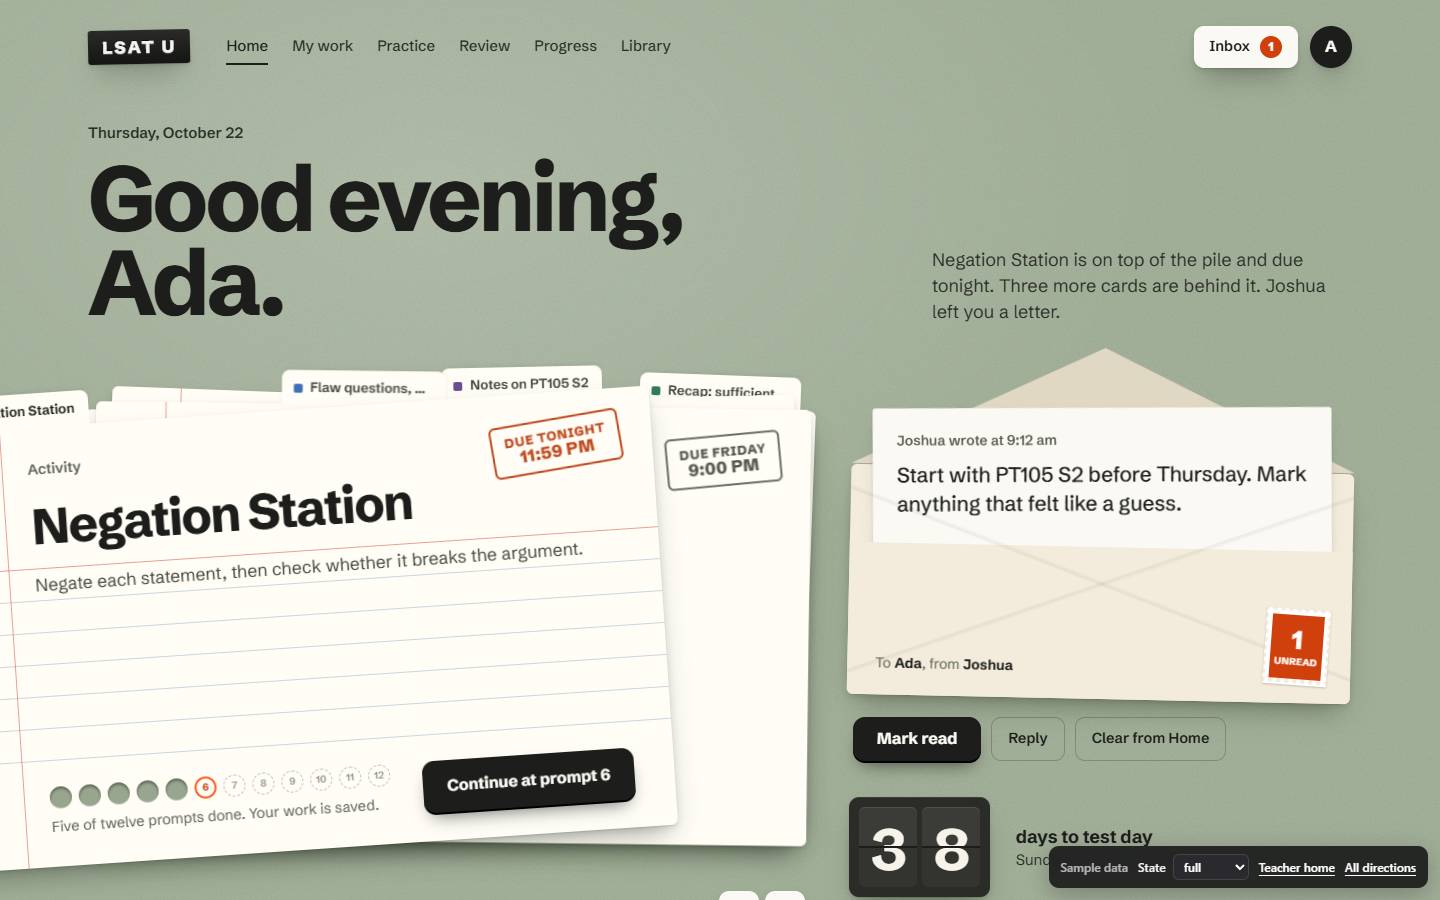 LSAT U
Home
My work
Practice
Review
Progress
Library
Inbox 1
A
Thursday, October 22
Good evening,
Ada.
Negation Station is on top of the pile and due
tonight. Three more cards are behind it. Joshua
left you a letter.
Flaw questions, ...
Notes on PT105 S2
Recap: sufficient
Station
DUE TONIGHT
11:59 PM
DUE FRIDAY
9:00 PM
Activity
Negation Station
Negate each statement, then check whether it breaks the argument.
6 7 8 9 10 11 12
Five of twelve prompts done. Your work is saved.
Continue at prompt 6
Joshua wrote at 9:12 am
Start with PT105 S2 before Thursday. Mark
anything that felt like a guess.
To Ada, from Joshua
1
UNREAD
Mark read
Reply
Clear from Home
38
days to test day
Sample data
State
full
Teacher home
All directions